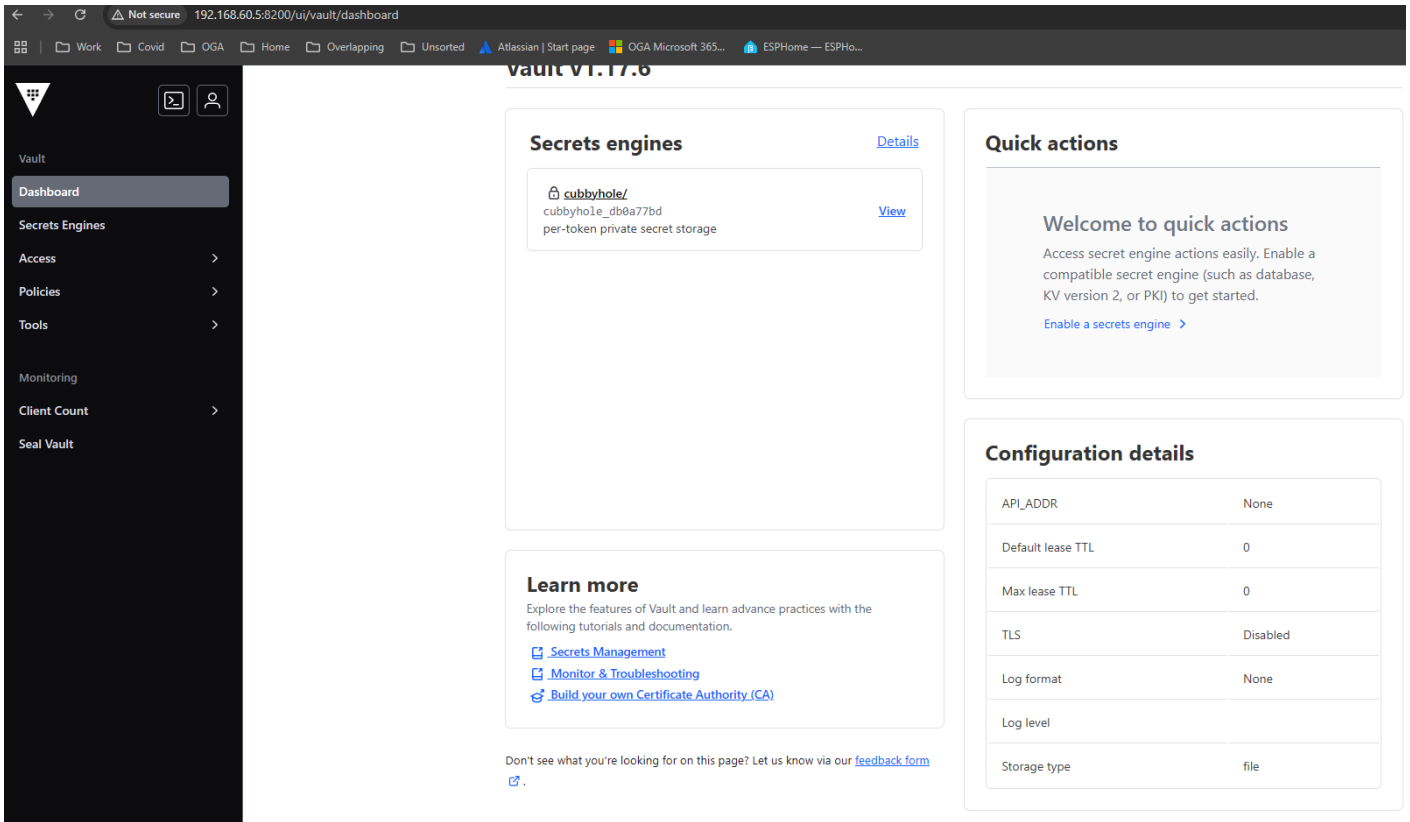 Not secure 192.168.60.5:8200/ui/vault/dashboard
Work Covid OGA Home Overlapping Unsorted Atlassian | Start page OGA Microsoft 365... ESPHome — ESPHo...
Vault v1.17.6
Vault
Dashboard
Secrets Engines
Access
Policies
Tools
Monitoring
Client Count
Seal Vault
Secrets engines
Details
cubbyhole/
cubbyhole_db0a77bd
View
per-token private secret storage
Learn more
Explore the features of Vault and learn advance practices with the
following tutorials and documentation.
Secrets Management
Monitor & Troubleshooting
Build your own Certificate Authority (CA)
Don't see what you're looking for on this page? Let us know via our feedback form
.
Quick actions
Welcome to quick actions
Access secret engine actions easily. Enable a
compatible secret engine (such as database,
KV version 2, or PKI) to get started.
Enable a secrets engine
Configuration details
API_ADDR None
Default lease TTL 0
Max lease TTL 0
TLS Disabled
Log format None
Log level
Storage type file